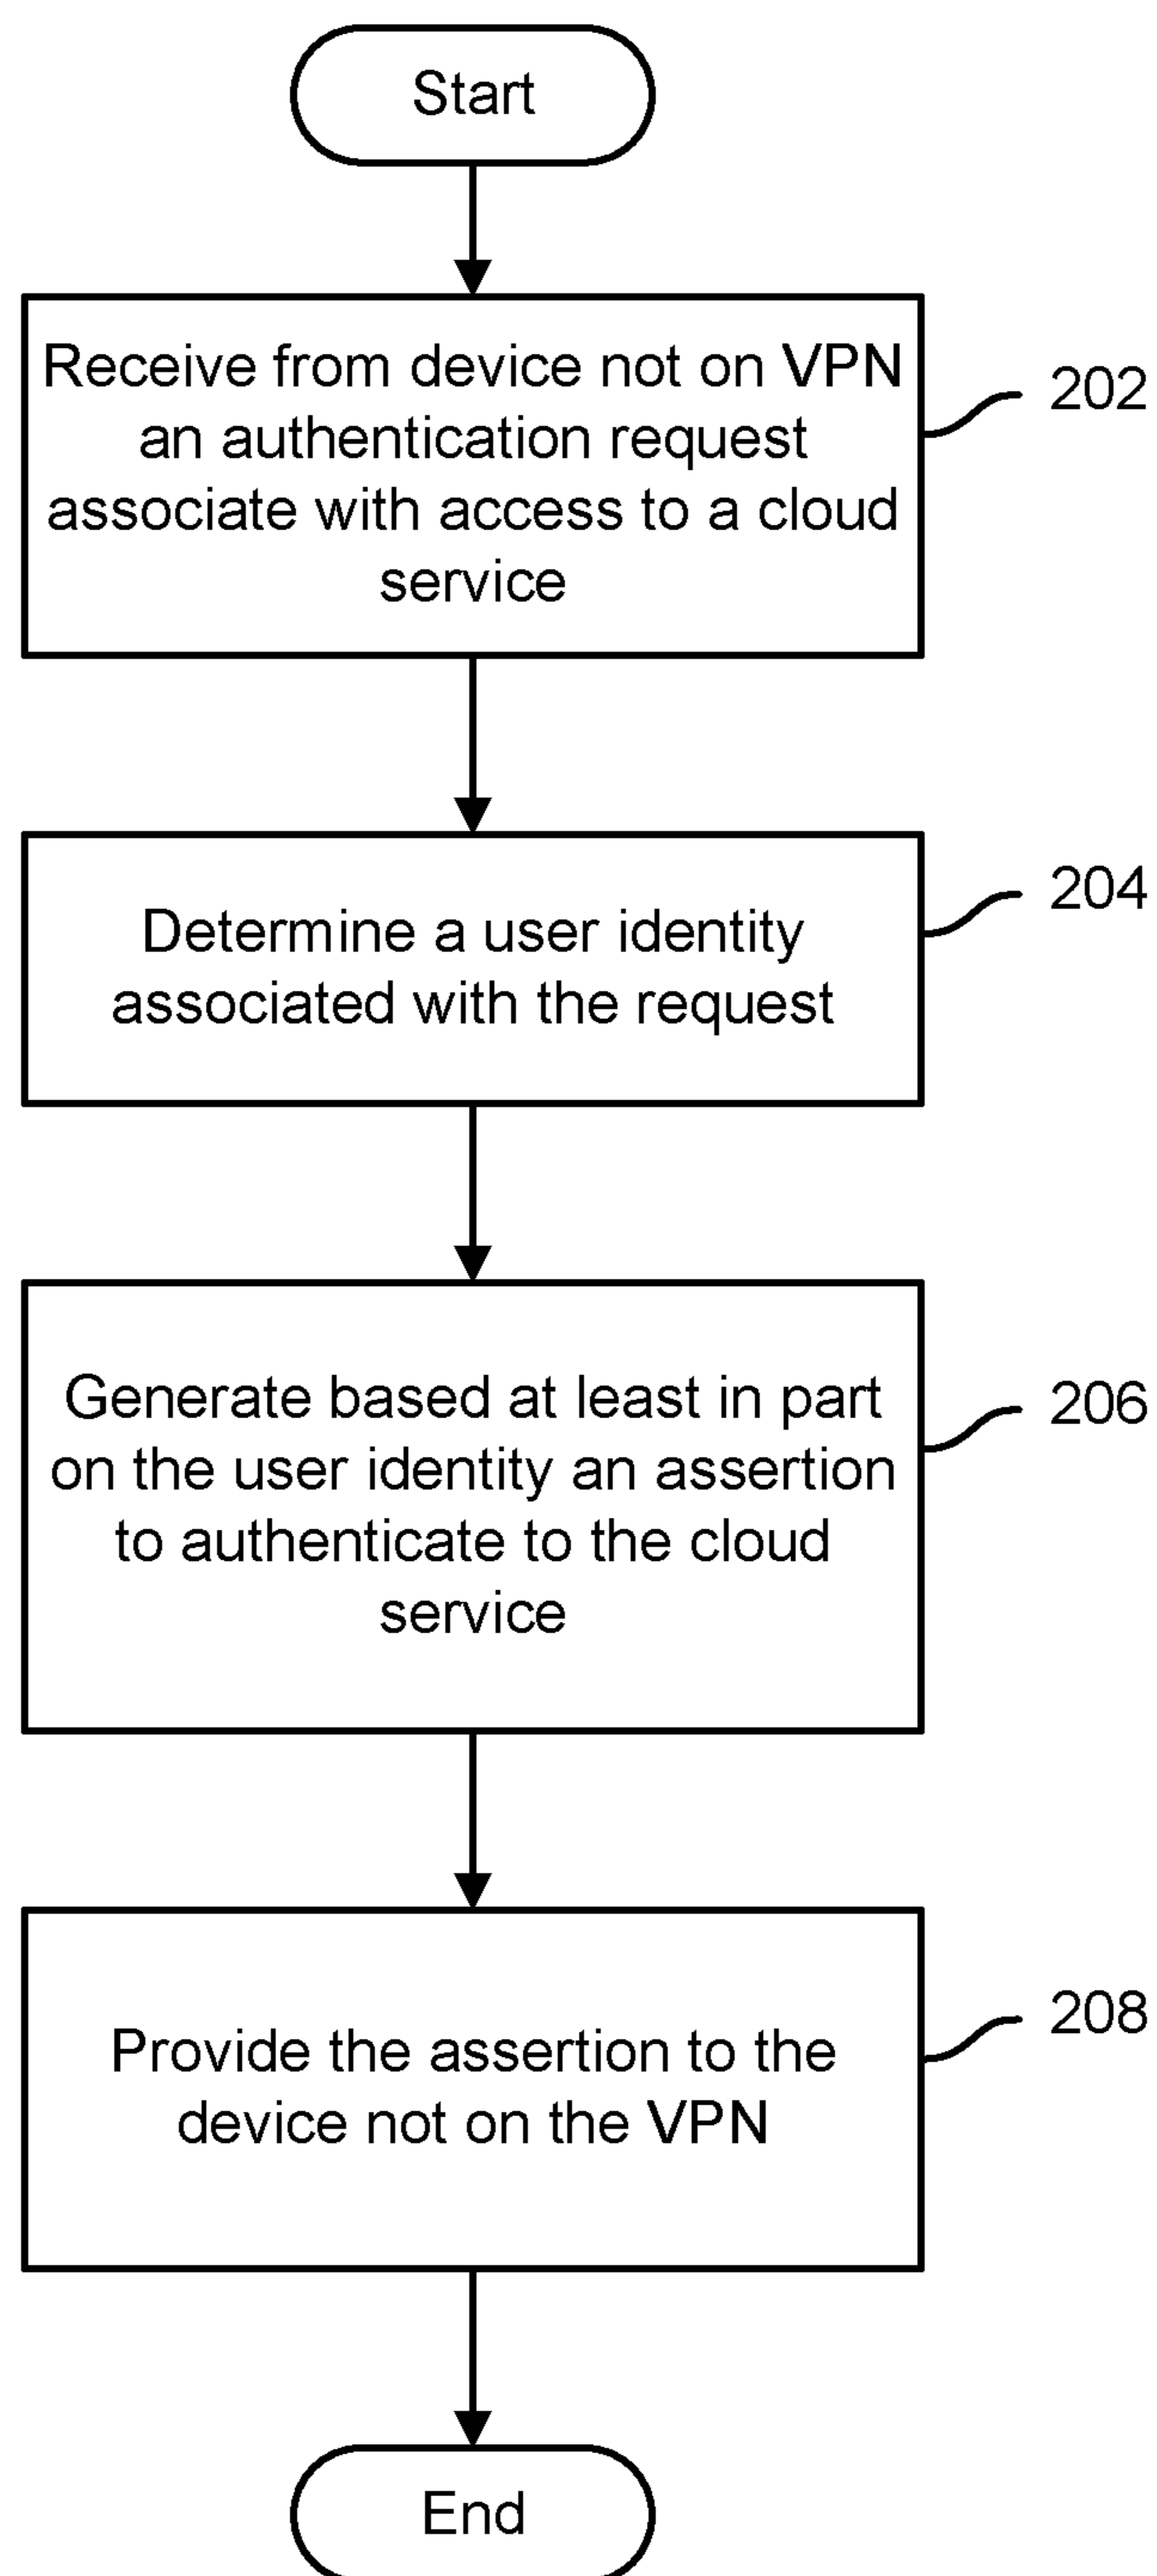 Start
Receive from device not on VPN
an authentication request
associate with access to a cloud
service
202
Determine a user identity
associated with the request
204
Generate based at least in part
on the user identity an assertion
to authenticate to the cloud
service
206
Provide the assertion to the
device not on the VPN
208
End